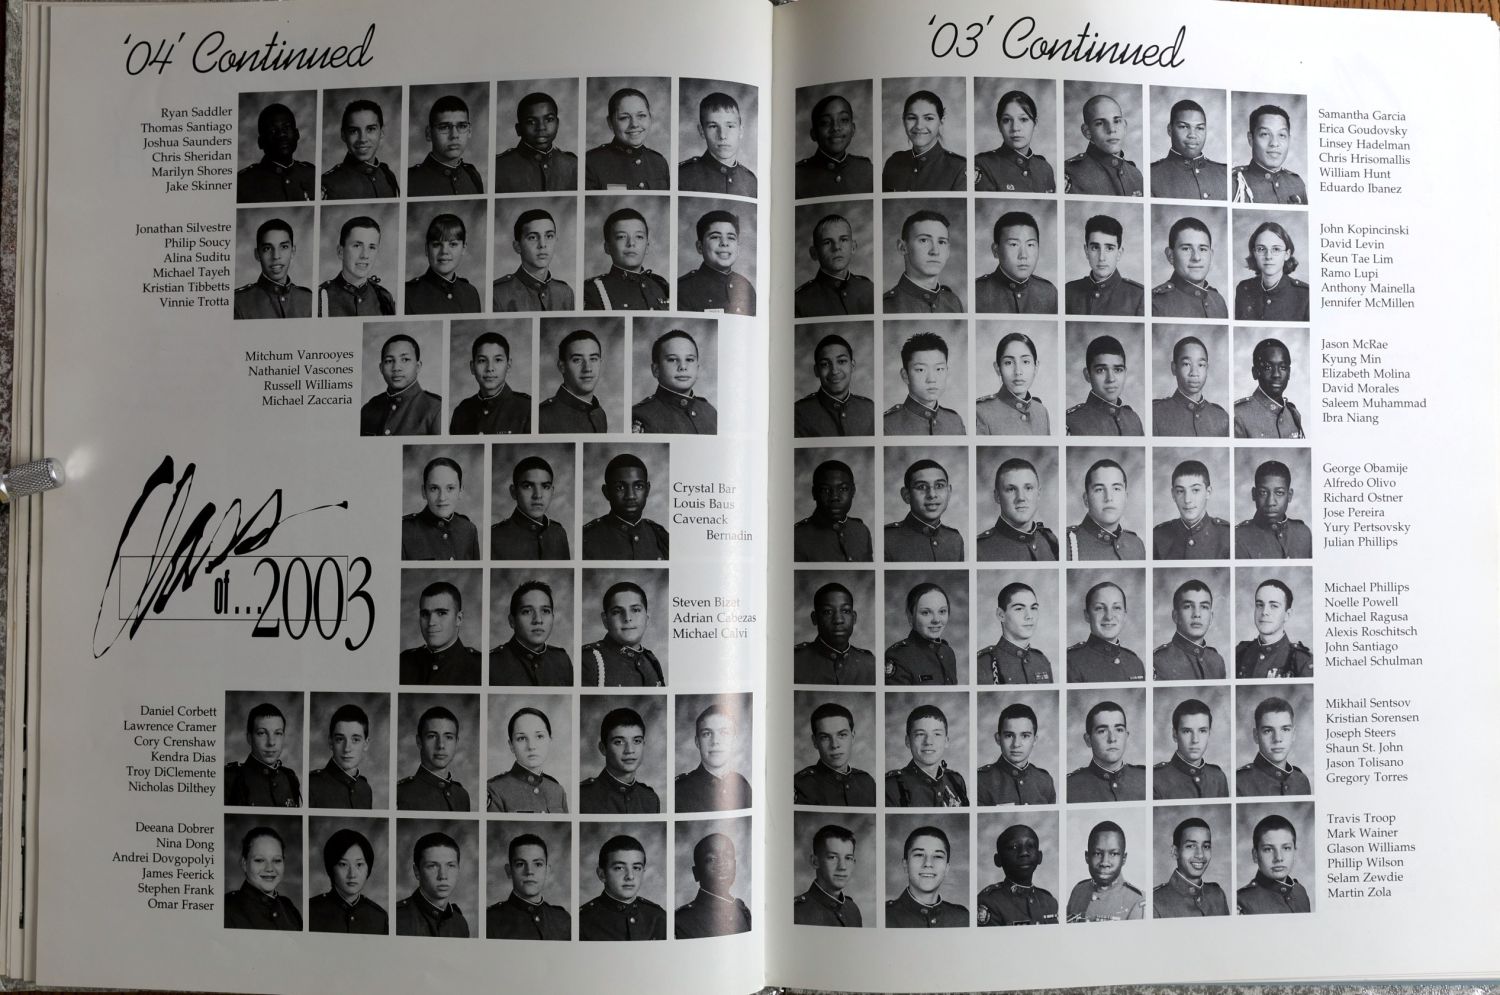 '04' Continued
Ryan Saddler
Thomas Santiago
Joshua Saunders
Chris Sheridan
Marilyn Shores
Jake Skinner
Jonathan Silvestre
Philip Soucy
Alina Suditu
Michael Tayeh
Kristian Tibbetts
Vinnie Trotta
Mitchum Vanrooyes
Nathaniel Vascones
Russell Williams
Michael Zaccaria
Class
of...2003
Crystal Bar
Louis Baus
Cavenack
Bernadin
Steven Bizet
Adrian Cabezas
Michael Calvi
Daniel Corbett
Lawrence Cramer
Cory Crenshaw
Kendra Dias
Troy DiClemente
Nicholas Dilthey
Deeana Dobrer
Nina Dong
Andrei Dovgopolyi
James Feerick
Stephen Frank
Omar Fraser
'03' Continued
Samantha Garcia
Erica Goudovsky
Linsey Hadelman
Chris Hrisomallis
William Hunt
Eduardo Ibanez
John Kopincinski
David Levin
Keun Tae Lim
Ramo Lupi
Anthony Mainella
Jennifer McMillen
Jason McRae
Kyung Min
Elizabeth Molina
David Morales
Saleem Muhammad
Ibra Niang
George Obamije
Alfredo Olivo
Richard Ostner
Jose Pereira
Yury Pertsovsky
Julian Phillips
Michael Phillips
Noelle Powell
Michael Ragusa
Alexis Roschitsch
John Santiago
Michael Schulman
Mikhail Sentsov
Kristian Sorensen
Joseph Steers
Shaun St. John
Jason Tolisano
Gregory Torres
Travis Troop
Mark Wainer
Glason Williams
Phillip Wilson
Selam Zewdie
Martin Zola